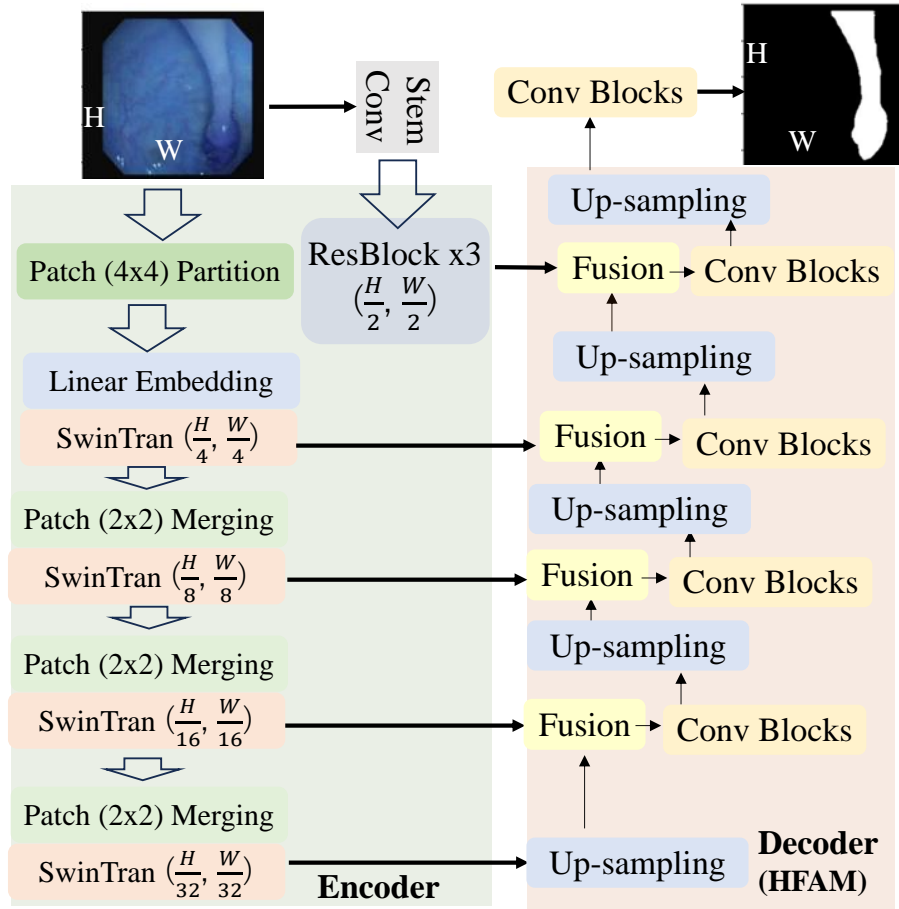 H
W
Stem
Conv
Conv Blocks
H
W
Patch (4x4) Partition
ResBlock x3
(H/2, W/2)
Up-sampling
Fusion
Conv Blocks
Linear Embedding
SwinTran (H/4, W/4)
Up-sampling
Fusion
Conv Blocks
Patch (2x2) Merging
SwinTran (H/8, W/8)
Up-sampling
Fusion
Conv Blocks
Patch (2x2) Merging
SwinTran (H/16, W/16)
Up-sampling
Fusion
Conv Blocks
Patch (2x2) Merging
SwinTran (H/32, W/32)
Encoder
Up-sampling
Decoder
(HFAM)